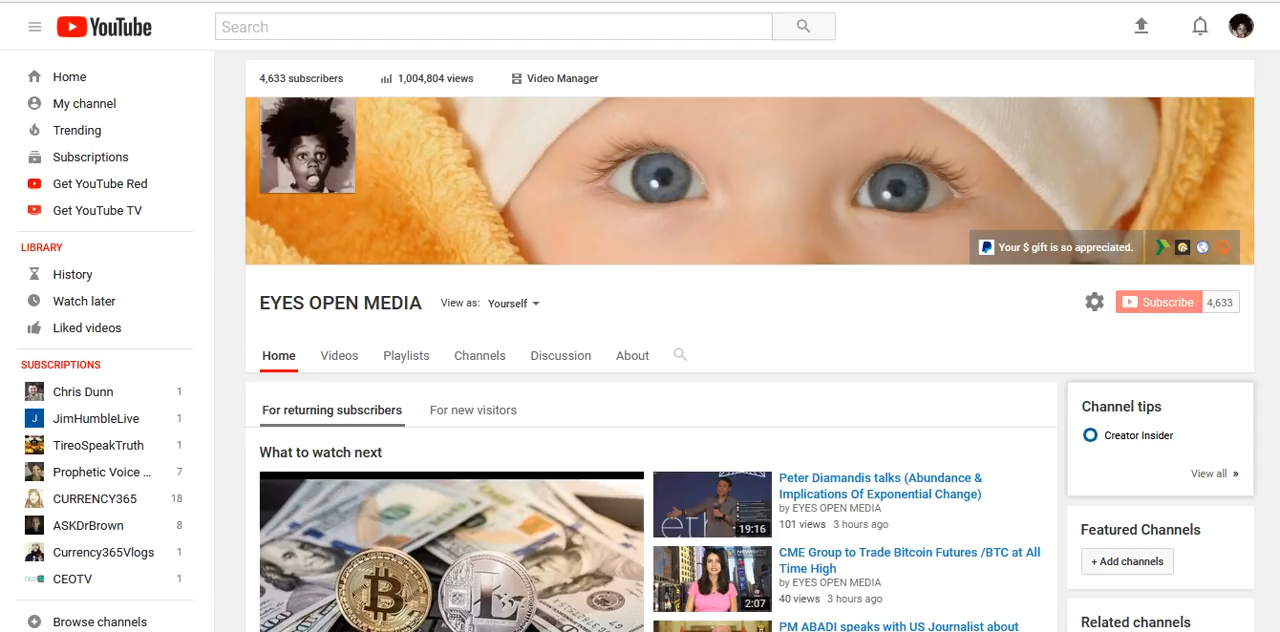 YouTube
Search
Home
My channel
Trending
Subscriptions
Get YouTube Red
Get YouTube TV
LIBRARY
History
Watch later
Liked videos
SUBSCRIPTIONS
Chris Dunn 1
J JimHumbleLive 1
TireoSpeakTruth 1
Prophetic Voice ... 7
CURRENCY365 18
ASKDrBrown 8
Currency365Vlogs 1
CEOTV 1
Browse channels
4,633 subscribers 1,004,804 views Video Manager
Your $ gift is so appreciated.
EYES OPEN MEDIA View as: Yourself
Subscribe 4,633
Home Videos Playlists Channels Discussion About
For returning subscribers For new visitors
What to watch next
eth
19:16
Peter Diamandis talks (Abundance &
Implications Of Exponential Change)
by EYES OPEN MEDIA
101 views 3 hours ago
2:07
CME Group to Trade Bitcoin Futures /BTC at All
Time High
by EYES OPEN MEDIA
40 views 3 hours ago
PM ABADI speaks with US Journalist about
Channel tips
Creator Insider
View all »
Featured Channels
+ Add channels
Related channels